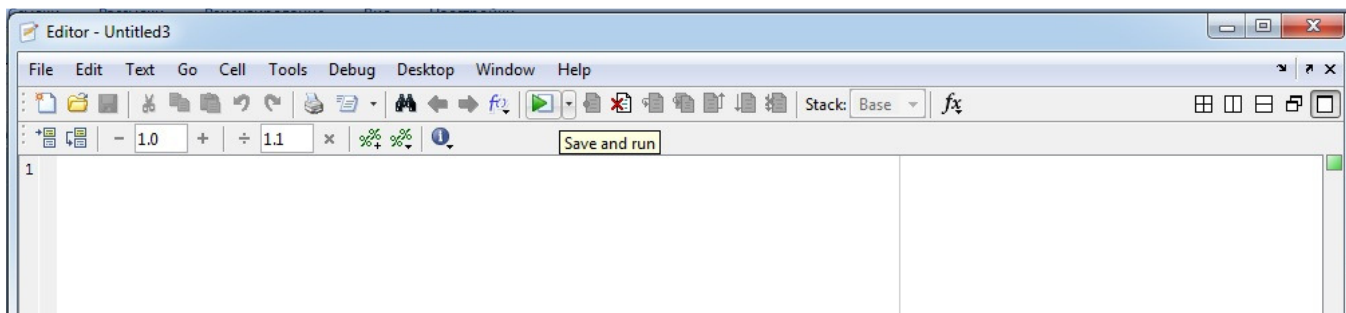 Editor - Untitled3
File Edit Text Go Cell Tools Debug Desktop Window Help
Stack: Base fx
- 1.0 + ÷ 1.1 ×
Save and run
1